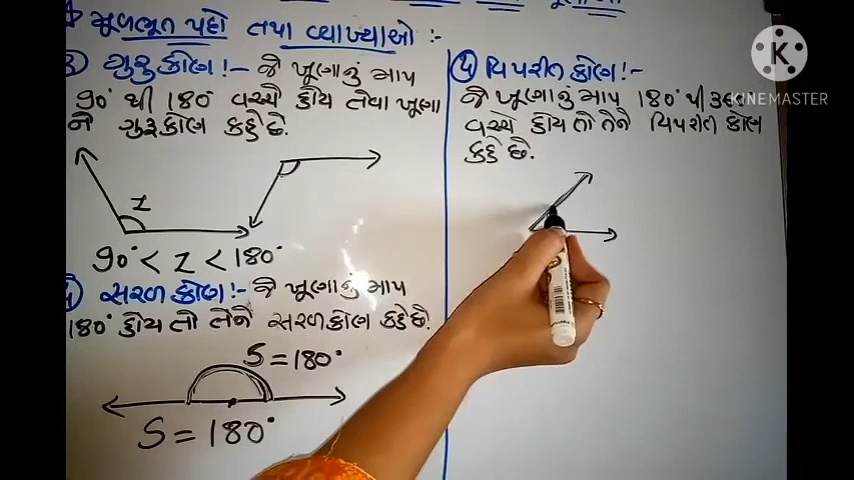 મૂળભૂત પદો તથા વ્યાખ્યાઓ :-
૩) ગુરુકોણ :- જે ખૂણાનું માપ
90° થી 180° વચ્ચે હોય તેવા ખૂણા
ને ગુરુકોણ કહે છે.
z
90° < z < 180°
સરળકોણ :- જે ખૂણાનું માપ
180° હોય તો તેને સરળકોણ કહે છે.
S = 180°
S = 180°
વિપરીત કોણ :-
જે ખૂણાનું માપ 180° થી
વચ્ચે હોય તો તેને વિપરીત કોણ
કહે છે.
K
KINEMASTER